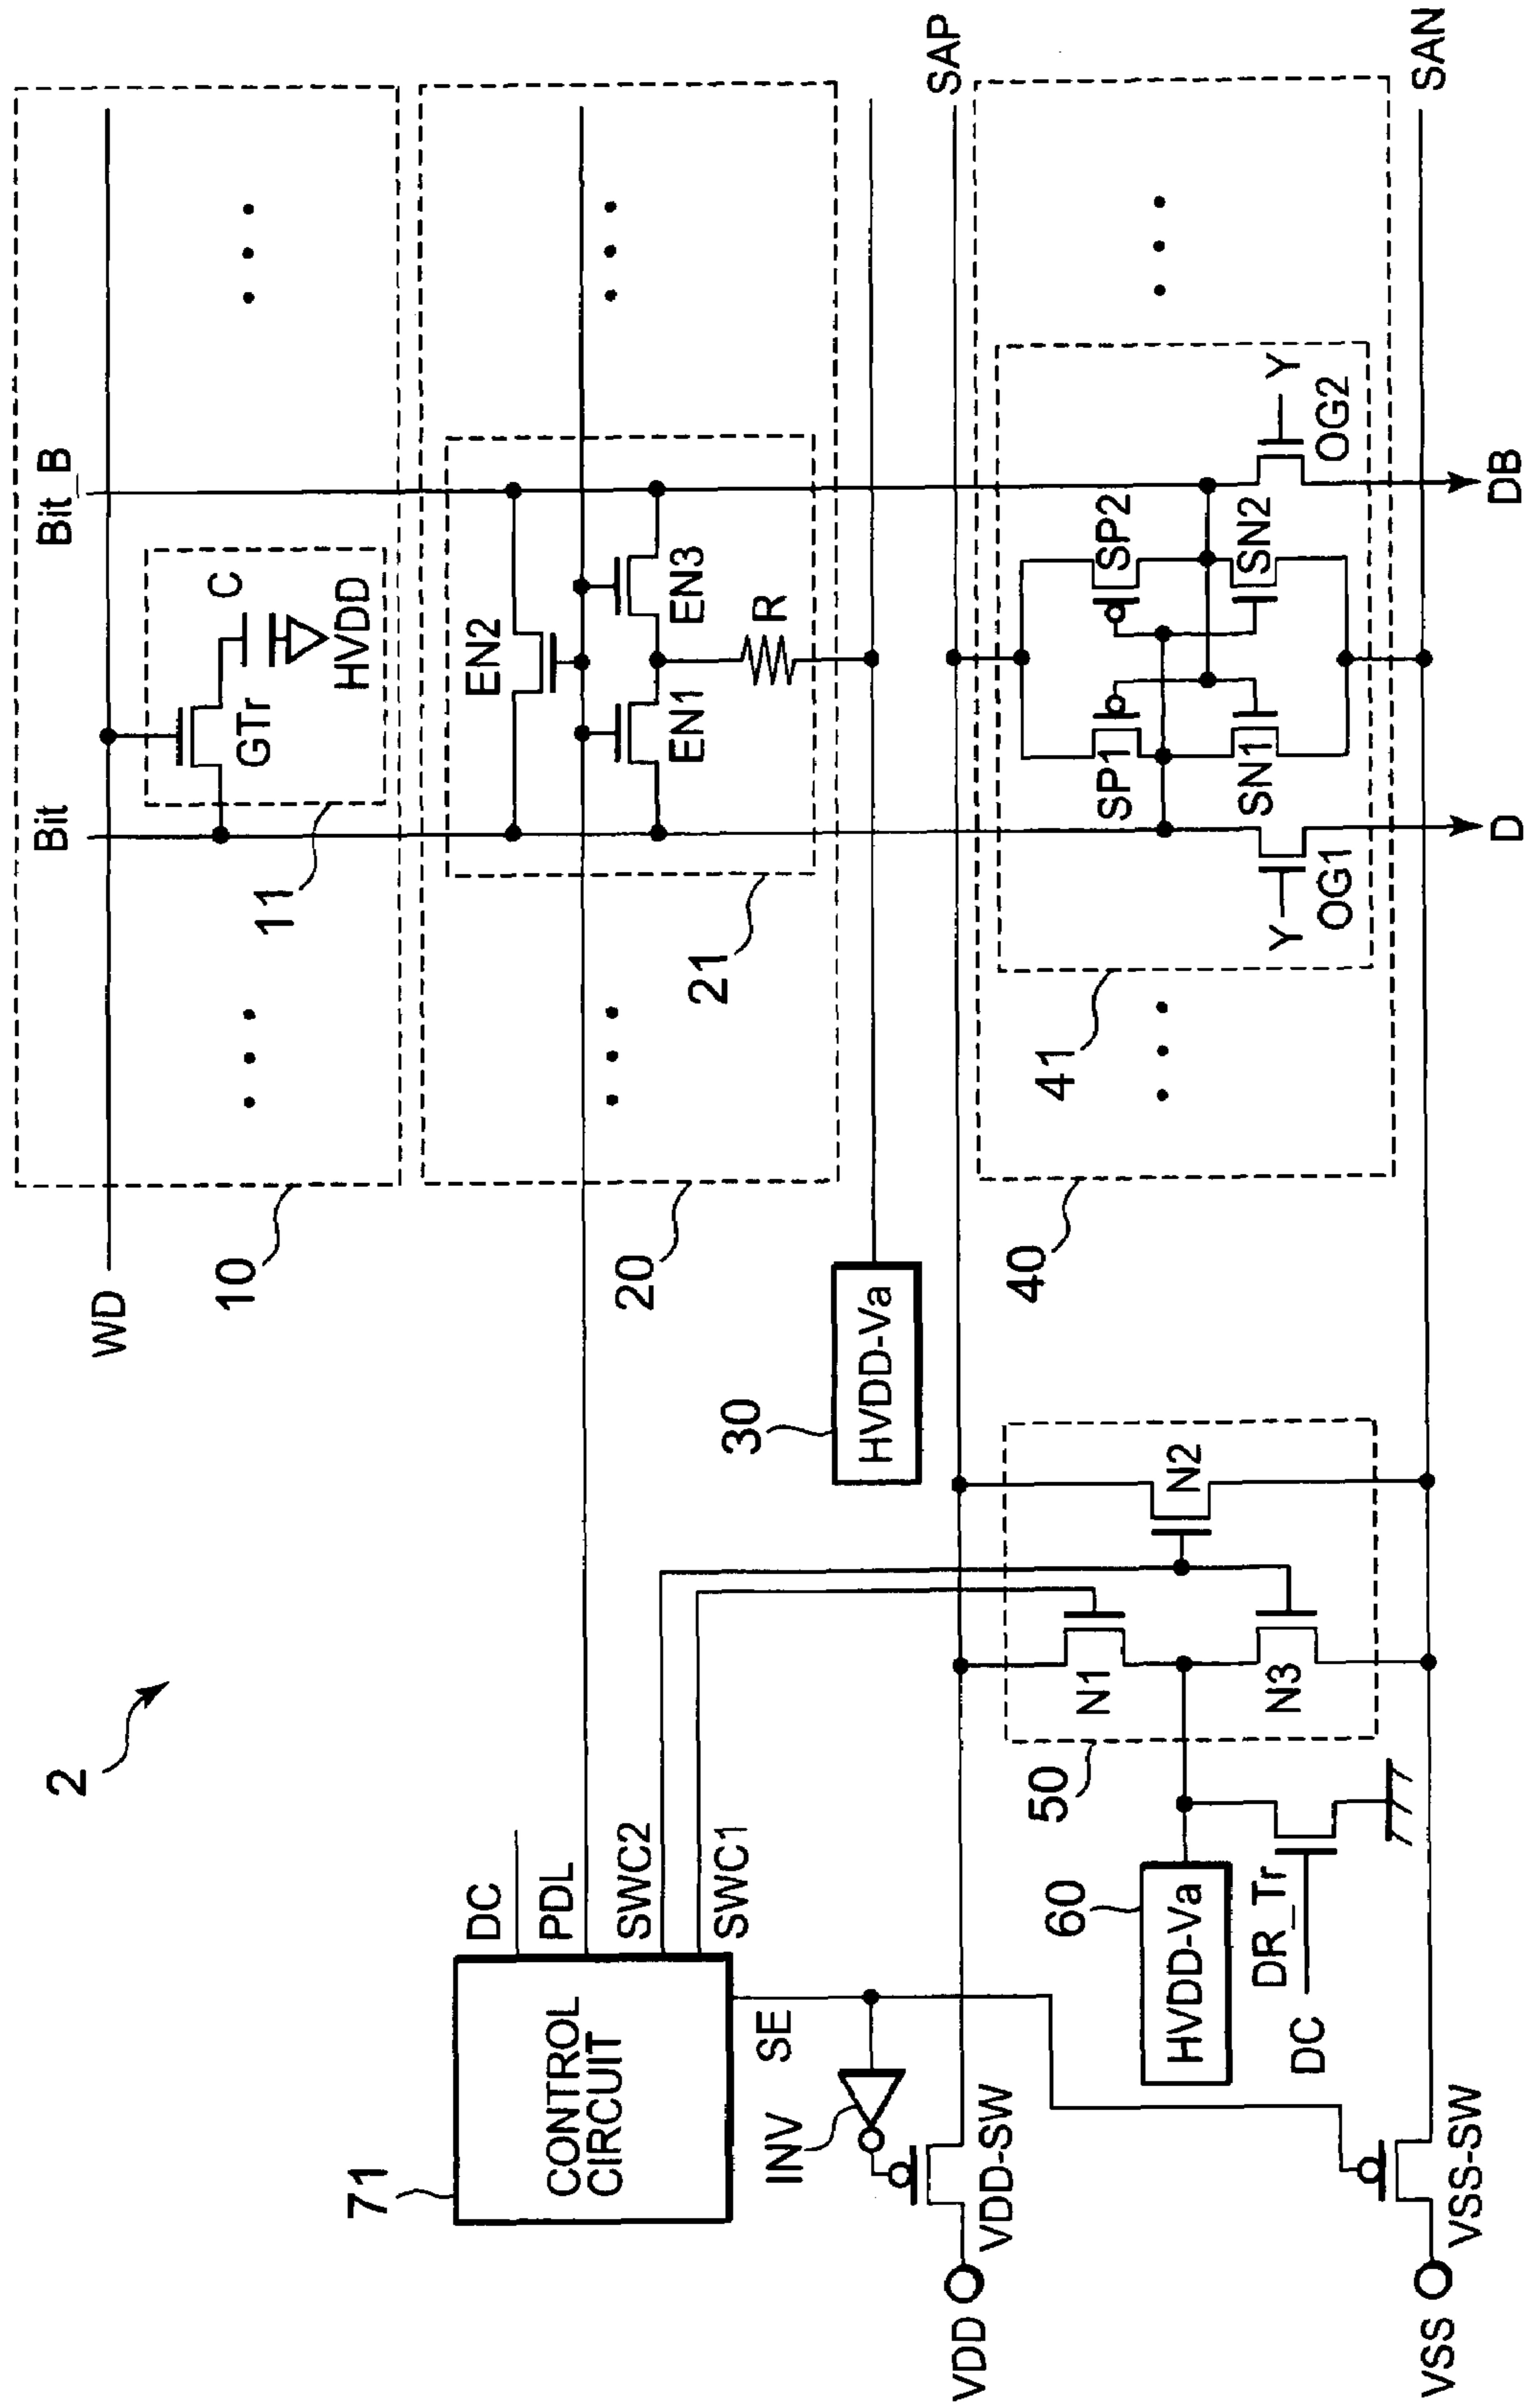 2
71
CONTROL
CIRCUIT
DC
PDL
SWC2
SWC1
SE
INV
VDD
VDD-SW
VSS
VSS-SW
60
HVDD-Va
DR_Tr
DC
50
N1
N2
N3
30
HVDD-Va
WD
10
Bit
Bit_B
11
GTr
C
HVDD
20
21
EN2
EN1
EN3
R
SAP
SAN
40
41
SP1
SP2
SN1
SN2
Y
OG1
Y
OG2
D
DB